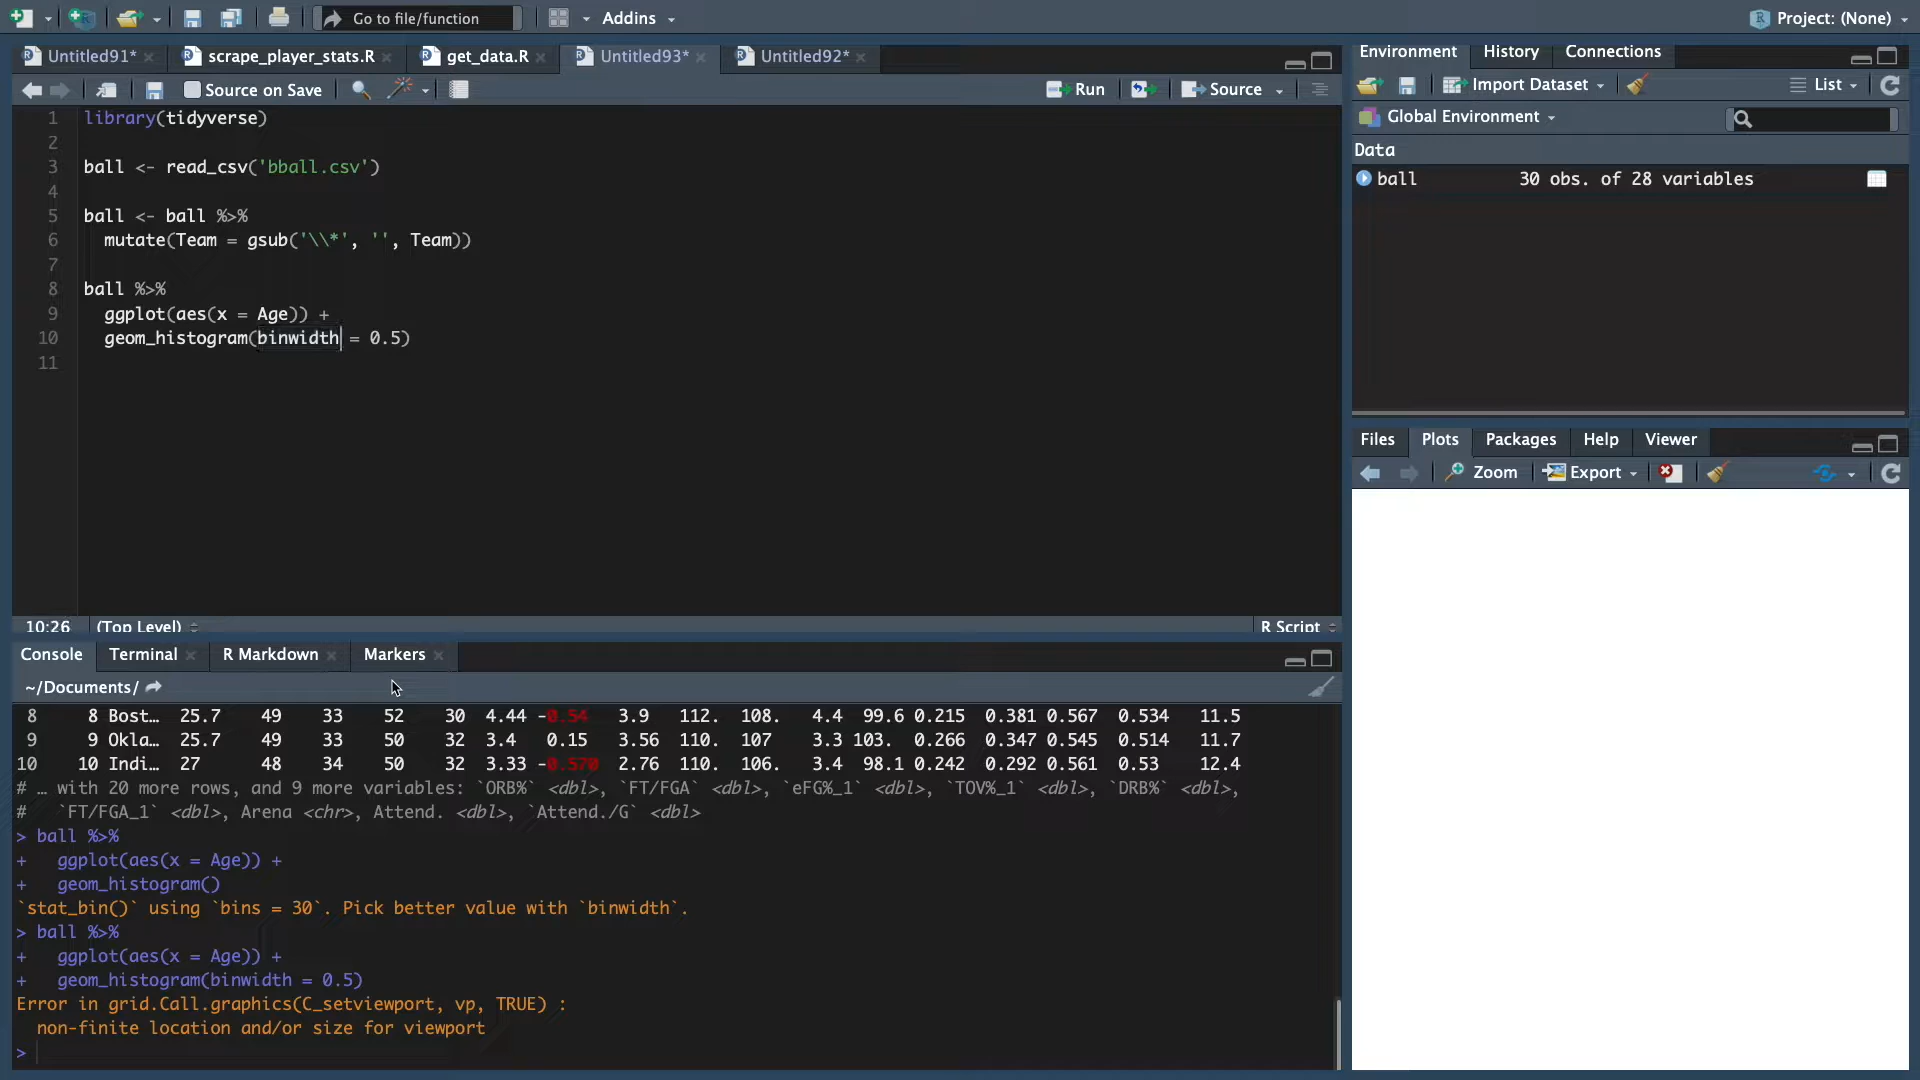 Go to file/function
Addins
Project: (None)
Untitled91*
scrape_player_stats.R
get_data.R
Untitled93*
Untitled92*
Source on Save
Run
Source
1 library(tidyverse)
2
3 ball <- read_csv('bball.csv')
4
5 ball <- ball %>%
6 mutate(Team = gsub('\\*', '', Team))
7
8 ball %>%
9 ggplot(aes(x = Age)) +
10 geom_histogram(binwidth = 0.5)
11
10:26 (Top Level) R Script
Console Terminal R Markdown Markers
~/Documents/
8 8 Bost… 25.7 49 33 52 30 4.44 -0.54 3.9 112. 108. 4.4 99.6 0.215 0.381 0.567 0.534 11.5
9 9 Okla… 25.7 49 33 50 32 3.4 0.15 3.56 110. 107 3.3 103. 0.266 0.347 0.545 0.514 11.7
10 10 Indi… 27 48 34 50 32 3.33 -0.570 2.76 110. 106. 3.4 98.1 0.242 0.292 0.561 0.53 12.4
# … with 20 more rows, and 9 more variables: `ORB%` <dbl>, `FT/FGA` <dbl>, `eFG%_1` <dbl>, `TOV%_1` <dbl>, `DRB%` <dbl>,
# `FT/FGA_1` <dbl>, Arena <chr>, Attend. <dbl>, `Attend./G` <dbl>
> ball %>%
+ ggplot(aes(x = Age)) +
+ geom_histogram()
`stat_bin()` using `bins = 30`. Pick better value with `binwidth`.
> ball %>%
+ ggplot(aes(x = Age)) +
+ geom_histogram(binwidth = 0.5)
Error in grid.Call.graphics(C_setviewport, vp, TRUE) :
non-finite location and/or size for viewport
>
Environment History Connections
Import Dataset
List
Global Environment
Data
ball 30 obs. of 28 variables
Files Plots Packages Help Viewer
Zoom Export